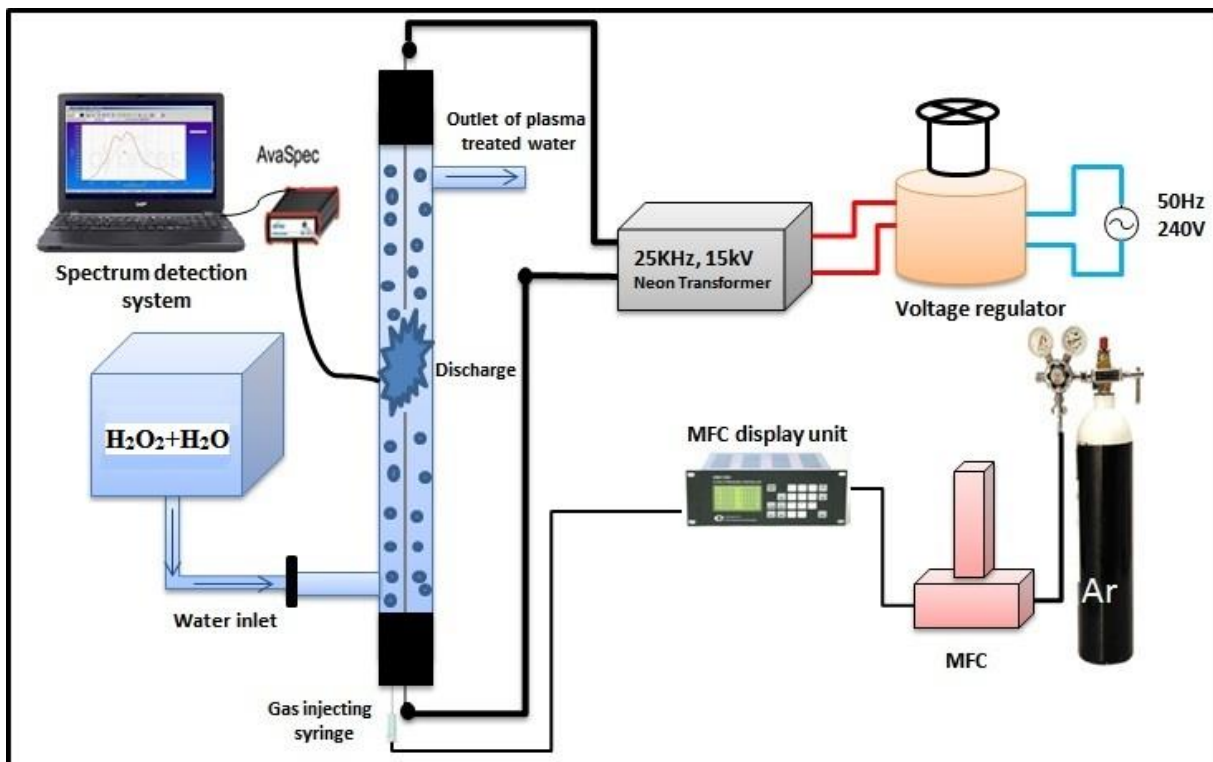 AvaSpec
Spectrum detection
system
Outlet of plasma
treated water
25KHz, 15kV
Neon Transformer
50Hz
240V
Voltage regulator
H₂O₂+H₂O
Discharge
MFC display unit
Water inlet
Ar
MFC
Gas injecting
syringe